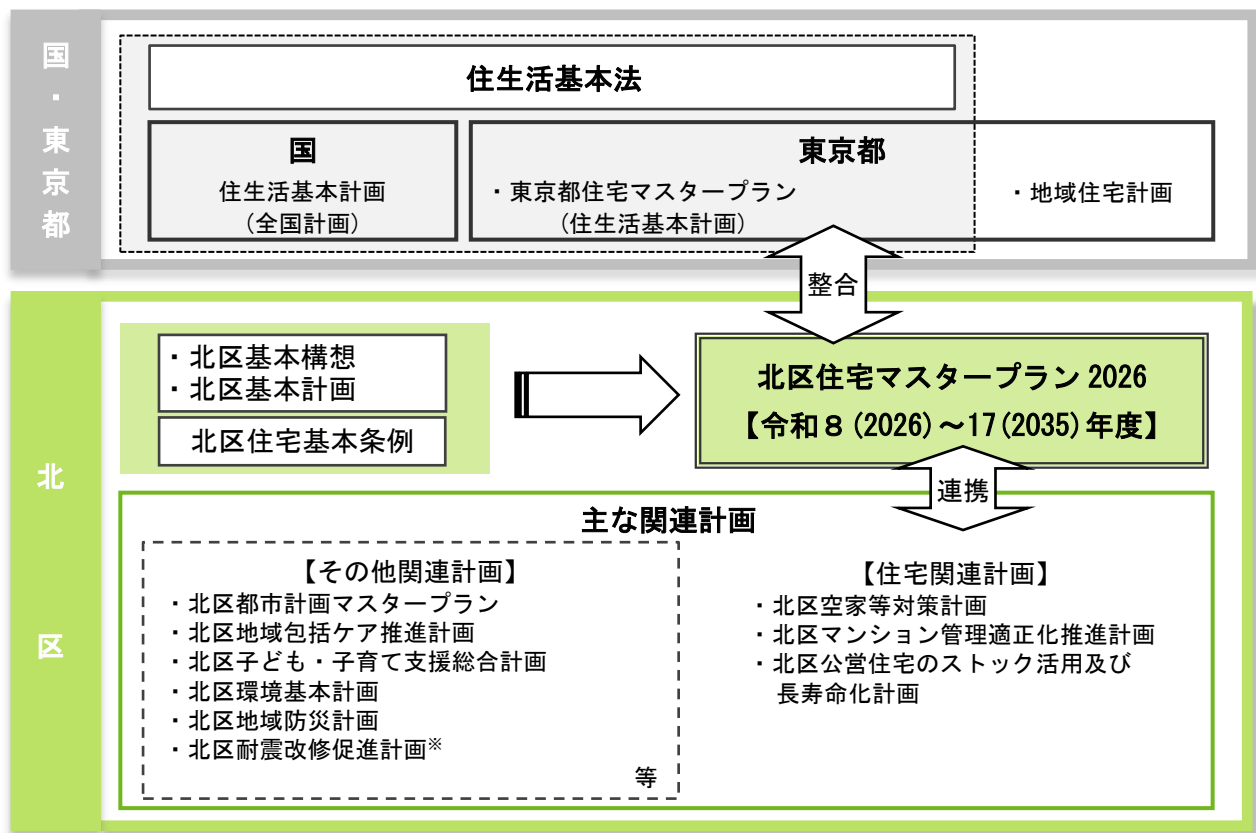 国・東京都
住生活基本法
国
住生活基本計画
(全国計画)
東京都
・東京都住宅マスタープラン
(住生活基本計画)
・地域住宅計画
整合
北区
・北区基本構想
・北区基本計画
北区住宅基本条例
北区住宅マスタープラン 2026
【令和８(2026)～17(2035)年度】
連携
主な関連計画
【その他関連計画】
・北区都市計画マスタープラン
・北区地域包括ケア推進計画
・北区子ども・子育て支援総合計画
・北区環境基本計画
・北区地域防災計画
・北区耐震改修促進計画※
等
【住宅関連計画】
・北区空家等対策計画
・北区マンション管理適正化推進計画
・北区公営住宅のストック活用及び
長寿命化計画